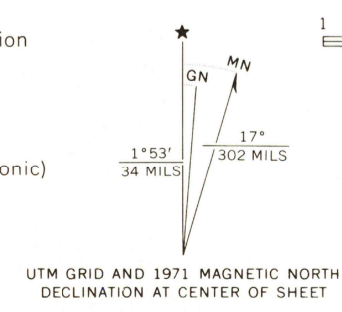 ion
★
1
MN
GN
1°53′
34 MILS
17°
302 MILS
onic)
UTM GRID AND 1971 MAGNETIC NORTH
DECLINATION AT CENTER OF SHEET